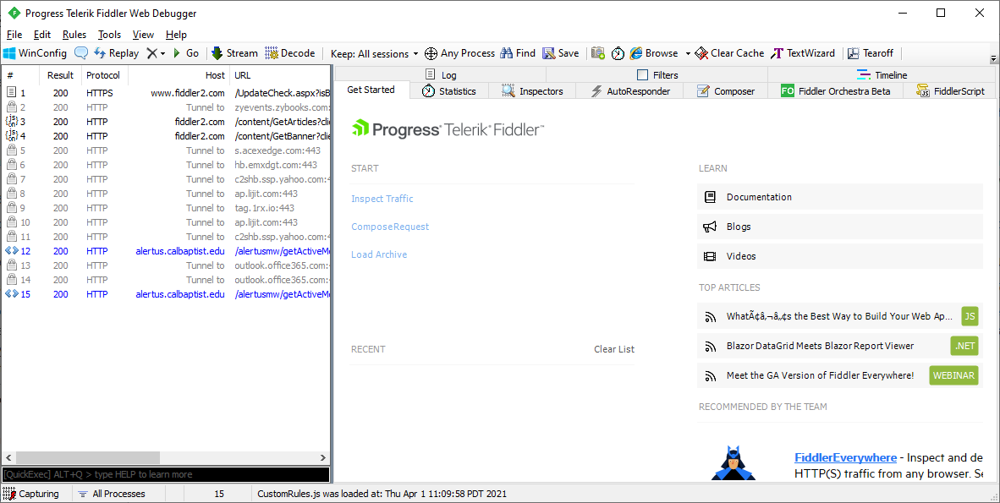 Progress Telerik Fiddler Web Debugger
File Edit Rules Tools View Help
WinConfig Replay Go Stream Decode Keep: All sessions Any Process Find Save Browse Clear Cache TextWizard Tearoff
# Result Protocol Host URL
1 200 HTTPS www.fiddler2.com /UpdateCheck.aspx?isB
2 200 HTTP Tunnel to zyevents.zybooks.com:
3 200 HTTP fiddler2.com /content/GetArticles?clie
4 200 HTTP fiddler2.com /content/GetBanner?clie
5 200 HTTP Tunnel to s.acexedge.com:443
6 200 HTTP Tunnel to hb.emxdgt.com:443
7 200 HTTP Tunnel to c2shb.ssp.yahoo.com:4
8 200 HTTP Tunnel to ap.lijit.com:443
9 200 HTTP Tunnel to tag.1rx.io:443
10 200 HTTP Tunnel to ap.lijit.com:443
11 200 HTTP Tunnel to c2shb.ssp.yahoo.com:4
12 200 HTTP alertus.calbaptist.edu /alertusmw/getActiveMe
13 200 HTTP Tunnel to outlook.office365.com:
14 200 HTTP Tunnel to outlook.office365.com:
15 200 HTTP alertus.calbaptist.edu /alertusmw/getActiveMe
[QuickExec] ALT+Q > type HELP to learn more
Log Filters Timeline
Get Started Statistics Inspectors AutoResponder Composer FO Fiddler Orchestra Beta FiddlerScript
Progress® Telerik® Fiddler™
START
Inspect Traffic
Compose Request
Load Archive
RECENT Clear List
LEARN
Documentation
Blogs
Videos
TOP ARTICLES
WhatÃ¢â‚¬â„¢s the Best Way to Build Your Web Ap... JS
Blazor DataGrid Meets Blazor Report Viewer .NET
Meet the GA Version of Fiddler Everywhere! WEBINAR
RECOMMENDED BY THE TEAM
FiddlerEverywhere - Inspect and de
HTTP(S) traffic from any browser. Se
Capturing All Processes 15 CustomRules.js was loaded at: Thu Apr 1 11:09:58 PDT 2021